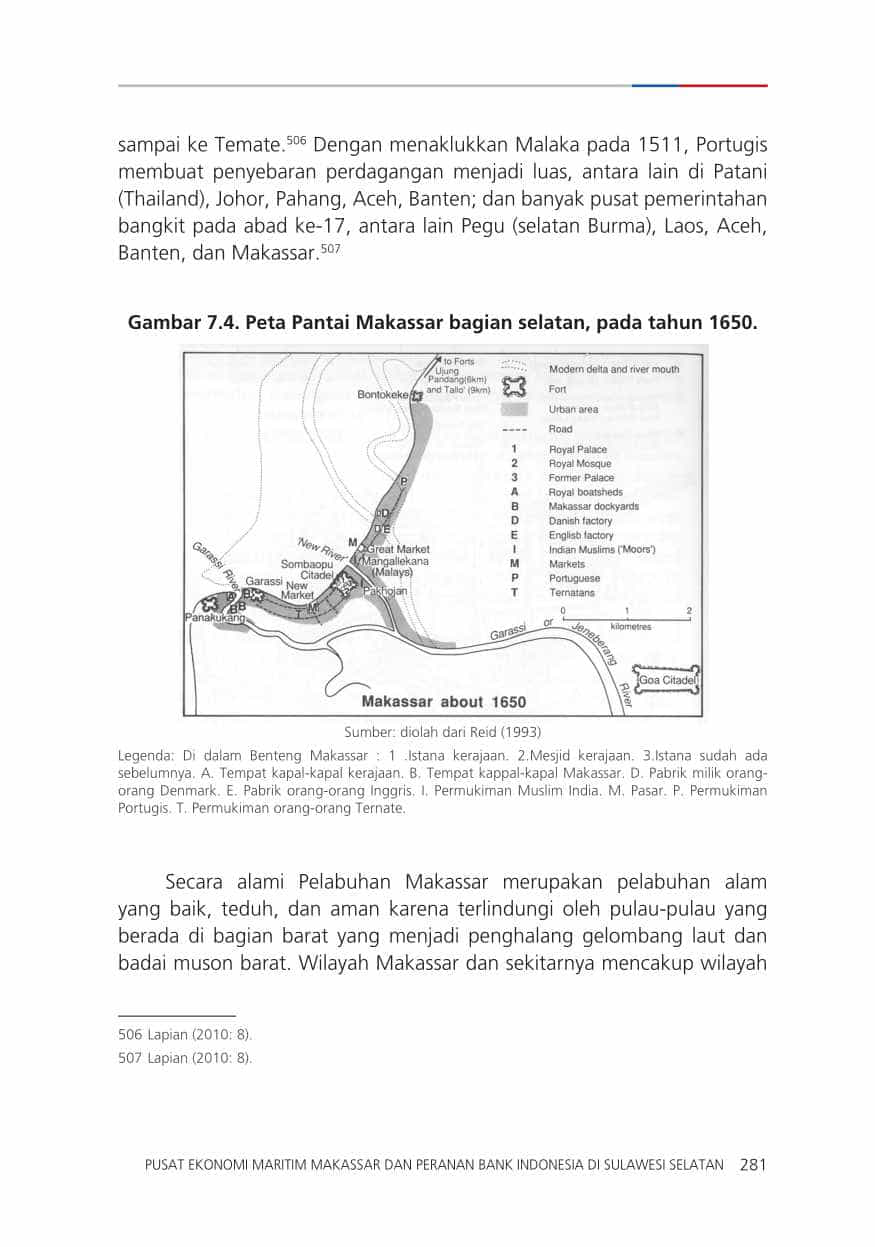 sampai ke Temate.506 Dengan menaklukkan Malaka pada 1511, Portugis
membuat penyebaran perdagangan menjadi luas, antara lain di Patani
(Thailand), Johor, Pahang, Aceh, Banten; dan banyak pusat pemerintahan
bangkit pada abad ke-17, antara lain Pegu (selatan Burma), Laos, Aceh,
Banten, dan Makassar.507
Gambar 7.4. Peta Pantai Makassar bagian selatan, pada tahun 1650.
to Forts
Ujung
Pandang(6km)
and Tallo' (9km)
Bontokeke
P
D
D E
M
Great Market
'New River'
Mangallekana
(Malays)
Sombaopu
Citadel
I
Pakhojan
New
Market
M
T
Garassi River
Garassi
A
B
B
B
Panakukang
Garassi or Jeneberang River
Goa Citadel
Modern delta and river mouth
Fort
Urban area
Road
1 Royal Palace
2 Royal Mosque
3 Former Palace
A Royal boatsheds
B Makassar dockyards
D Danish factory
E English factory
I Indian Muslims ('Moors')
M Markets
P Portuguese
T Ternatans
0 1 2
kilometres
Makassar about 1650
Sumber: diolah dari Reid (1993)
Legenda: Di dalam Benteng Makassar : 1 .Istana kerajaan. 2.Mesjid kerajaan. 3.Istana sudah ada
sebelumnya. A. Tempat kapal-kapal kerajaan. B. Tempat kappal-kapal Makassar. D. Pabrik milik orang-
orang Denmark. E. Pabrik orang-orang Inggris. I. Permukiman Muslim India. M. Pasar. P. Permukiman
Portugis. T. Permukiman orang-orang Ternate.
Secara alami Pelabuhan Makassar merupakan pelabuhan alam
yang baik, teduh, dan aman karena terlindungi oleh pulau-pulau yang
berada di bagian barat yang menjadi penghalang gelombang laut dan
badai muson barat. Wilayah Makassar dan sekitarnya mencakup wilayah
506 Lapian (2010: 8).
507 Lapian (2010: 8).
PUSAT EKONOMI MARITIM MAKASSAR DAN PERANAN BANK INDONESIA DI SULAWESI SELATAN 281